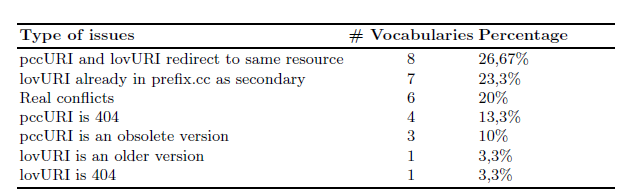 Type of issues # Vocabularies Percentage
pccURI and lovURI redirect to same resource 8 26,67%
lovURI already in prefix.cc as secondary 7 23,3%
Real conflicts 6 20%
pccURI is 404 4 13,3%
pccURI is an obsolete version 3 10%
lovURI is an older version 1 3,3%
lovURI is 404 1 3,3%